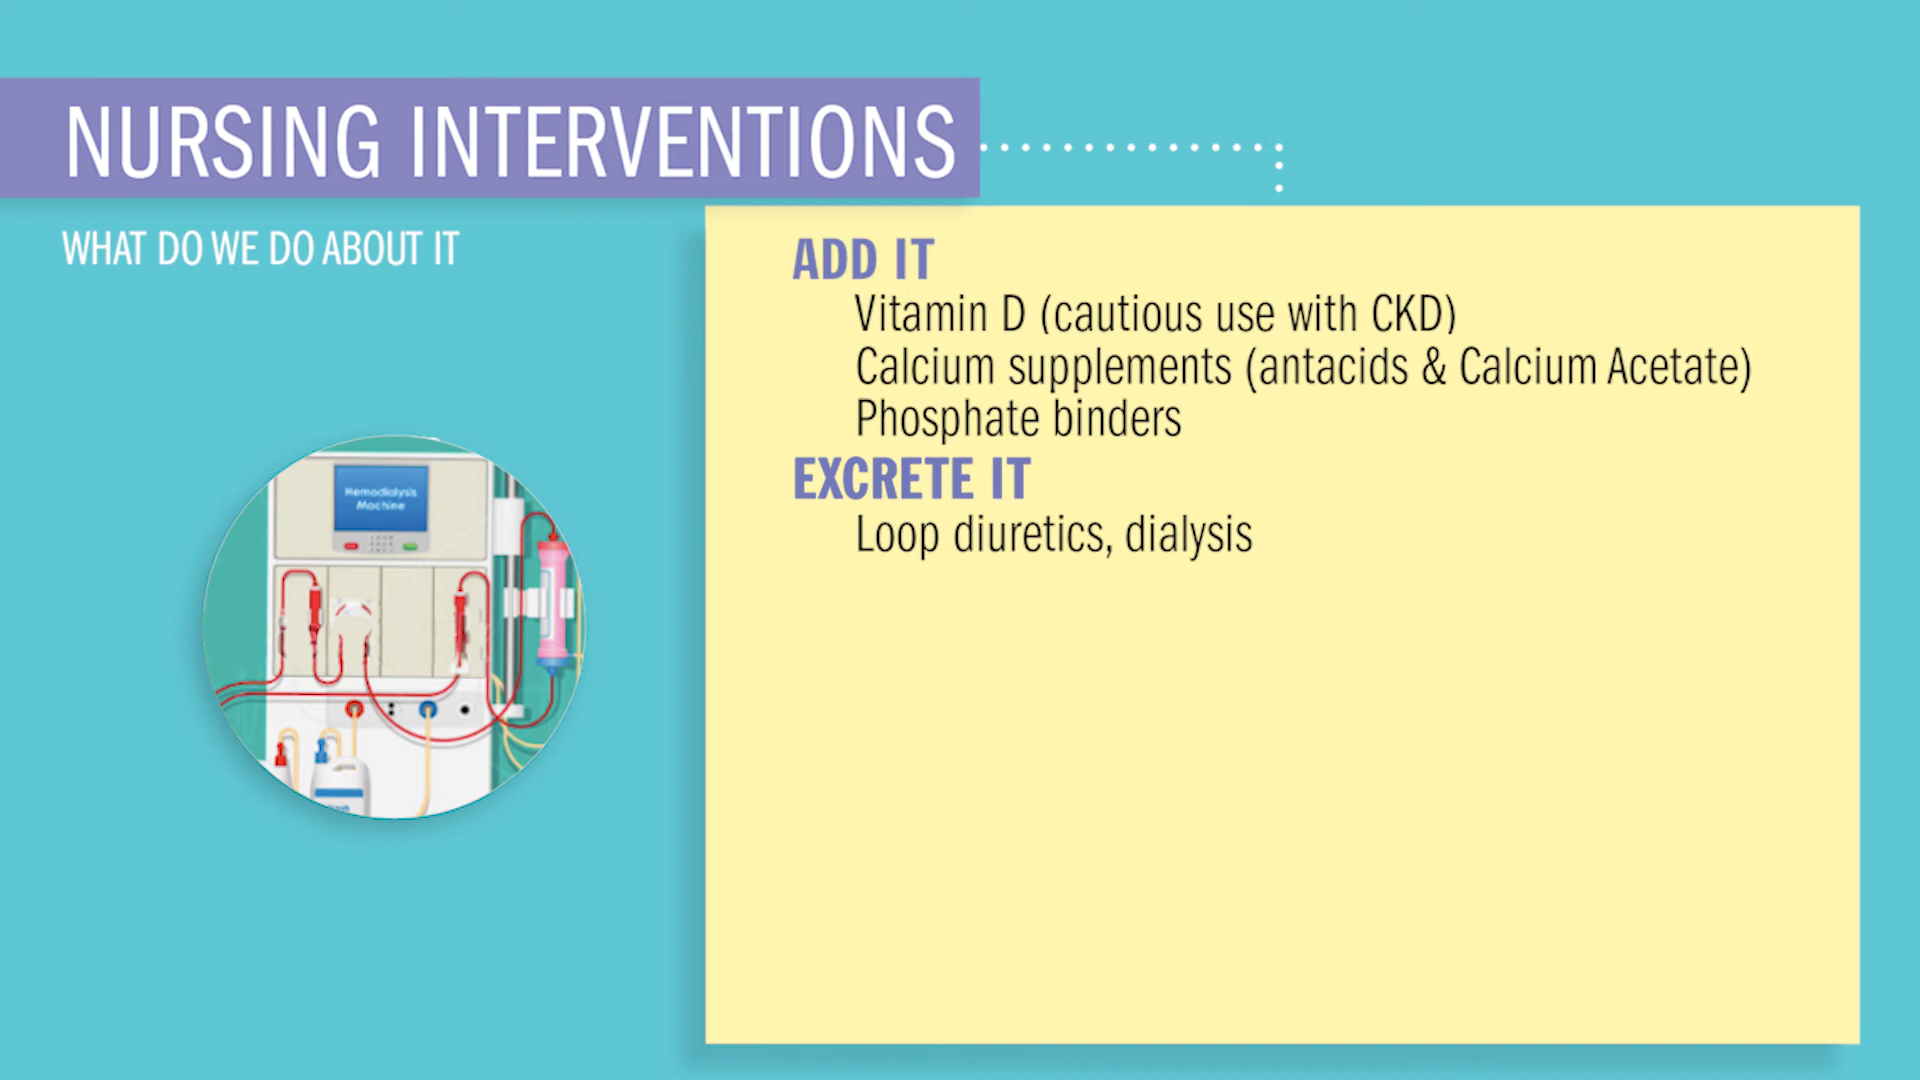 NURSING INTERVENTIONS
WHAT DO WE DO ABOUT IT
ADD IT
Vitamin D (cautious use with CKD)
Calcium supplements (antacids & Calcium Acetate)
Phosphate binders
EXCRETE IT
Loop diuretics, dialysis
Hemodialysis
Machine